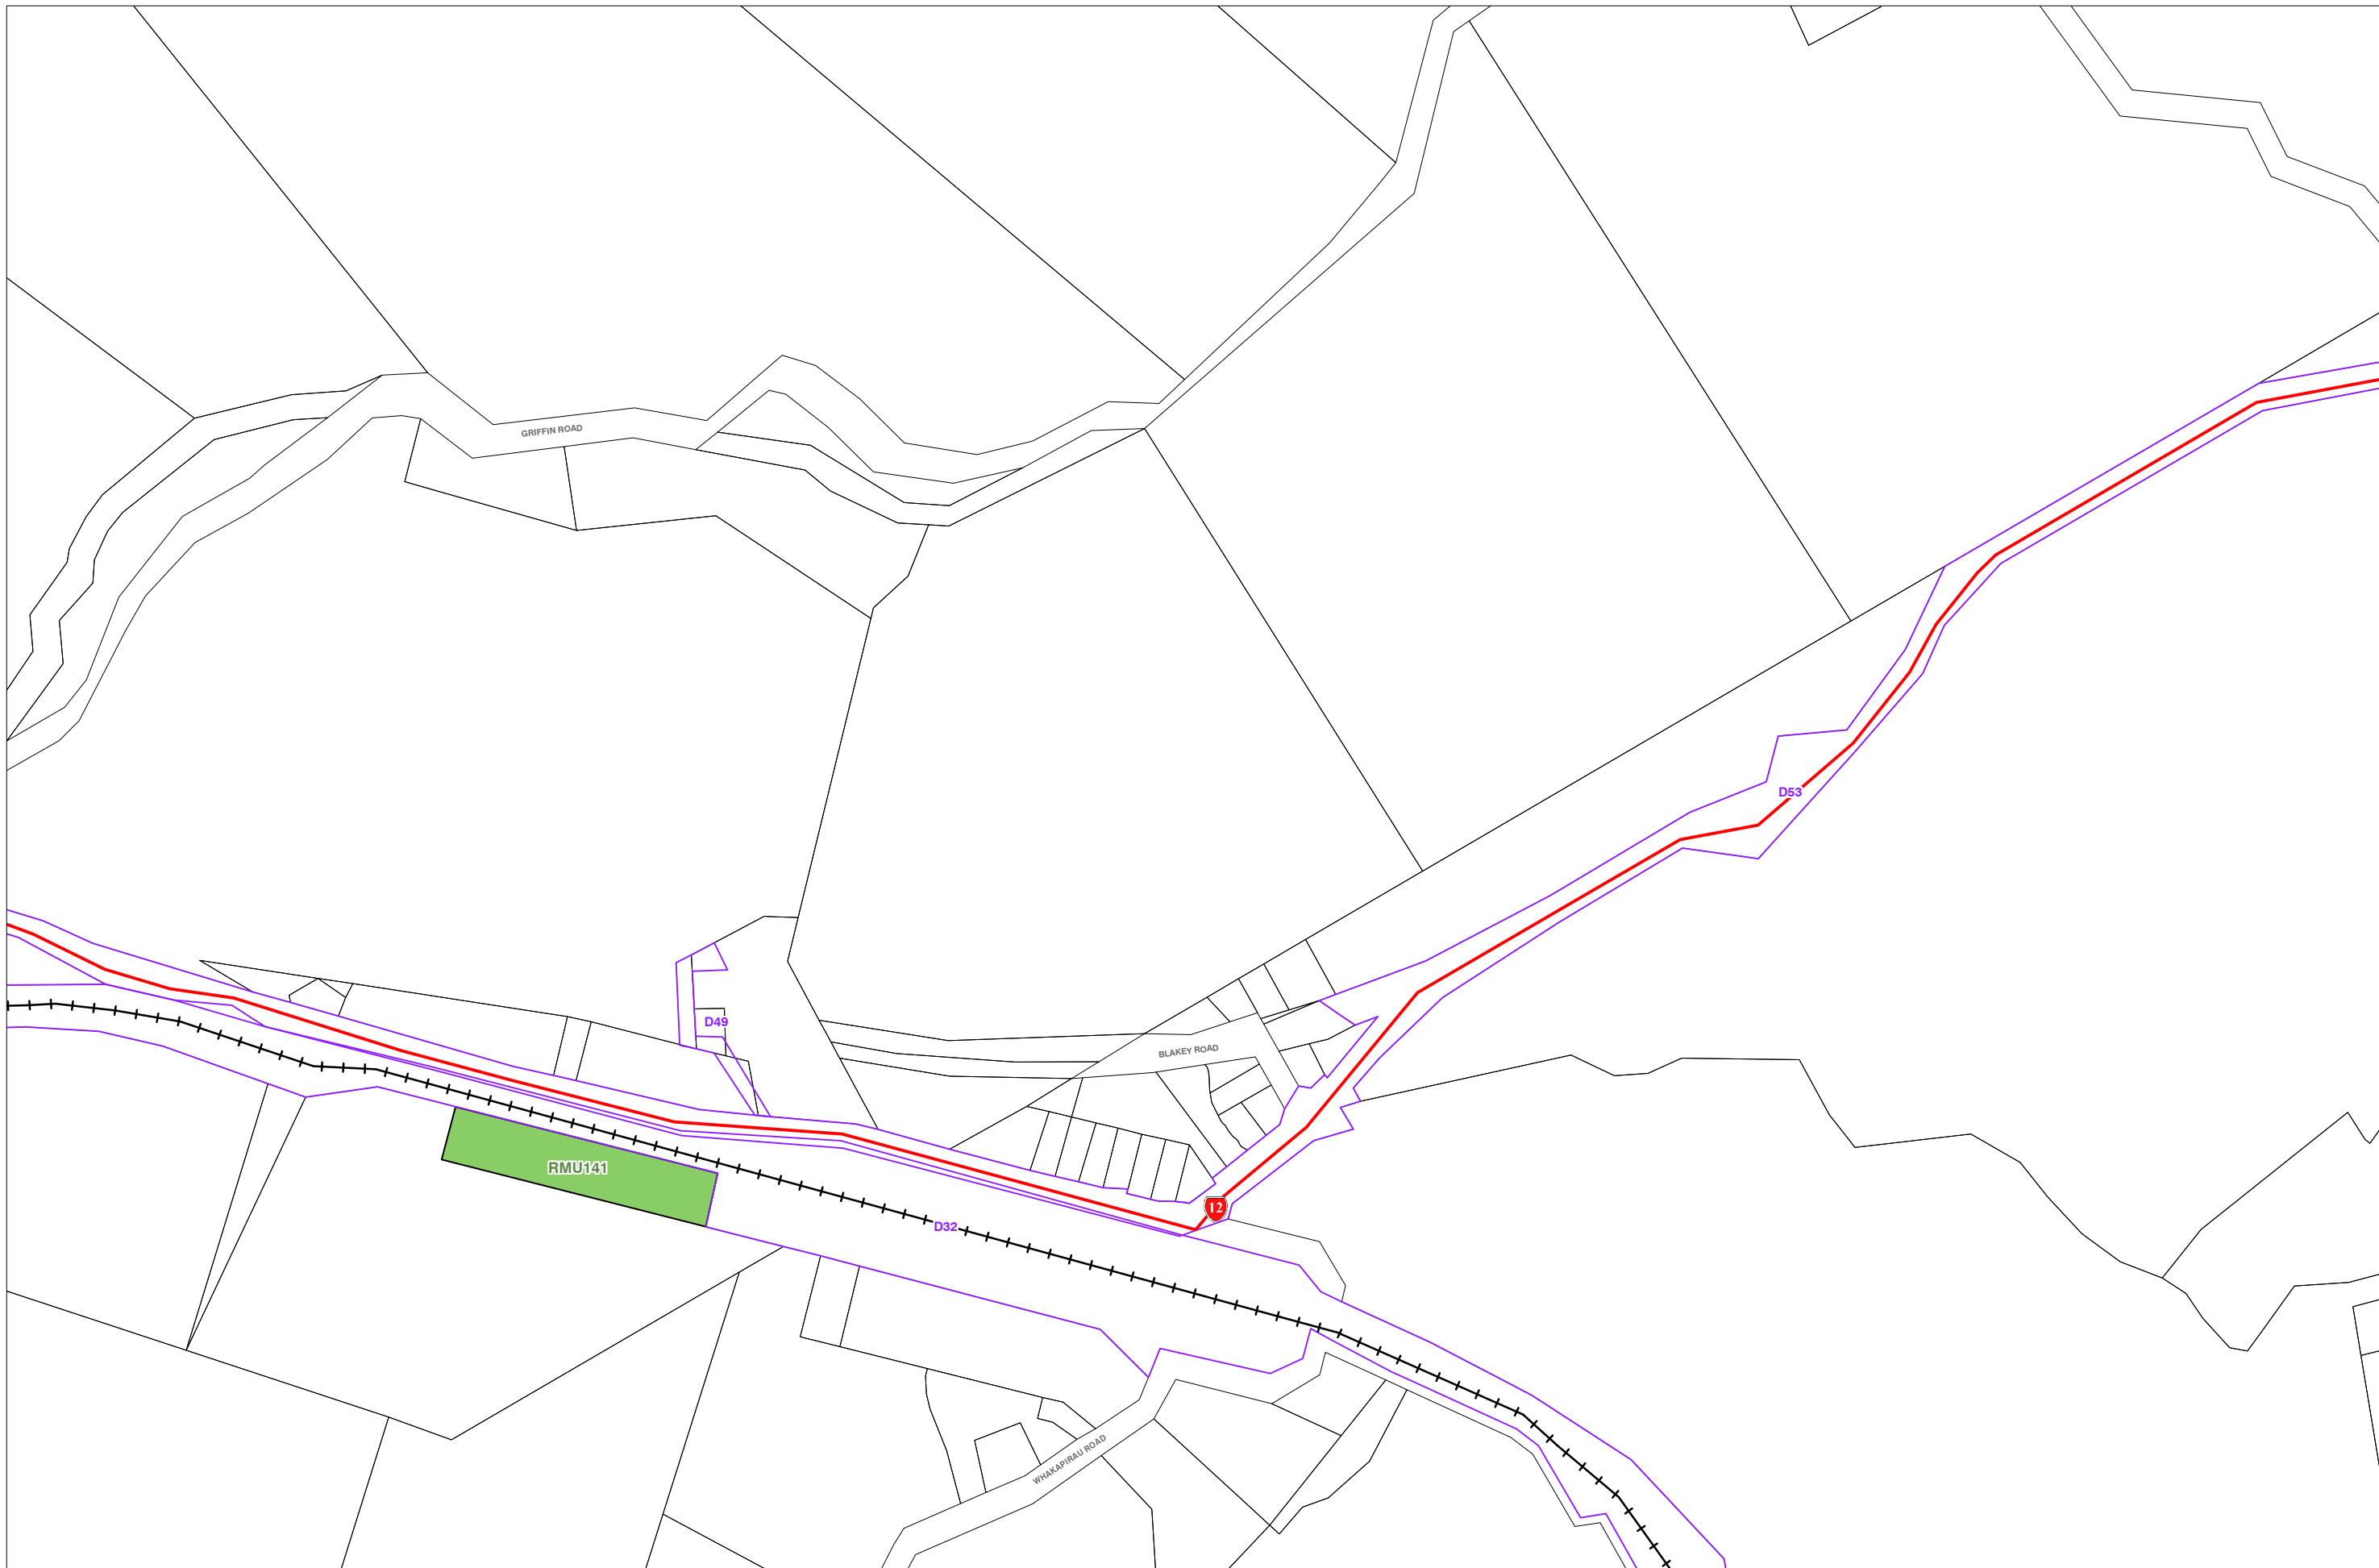 GRIFFIN ROAD
D53
D49
BLAKEY ROAD
RMU141
12
D32
WHAKAPIRAU ROAD